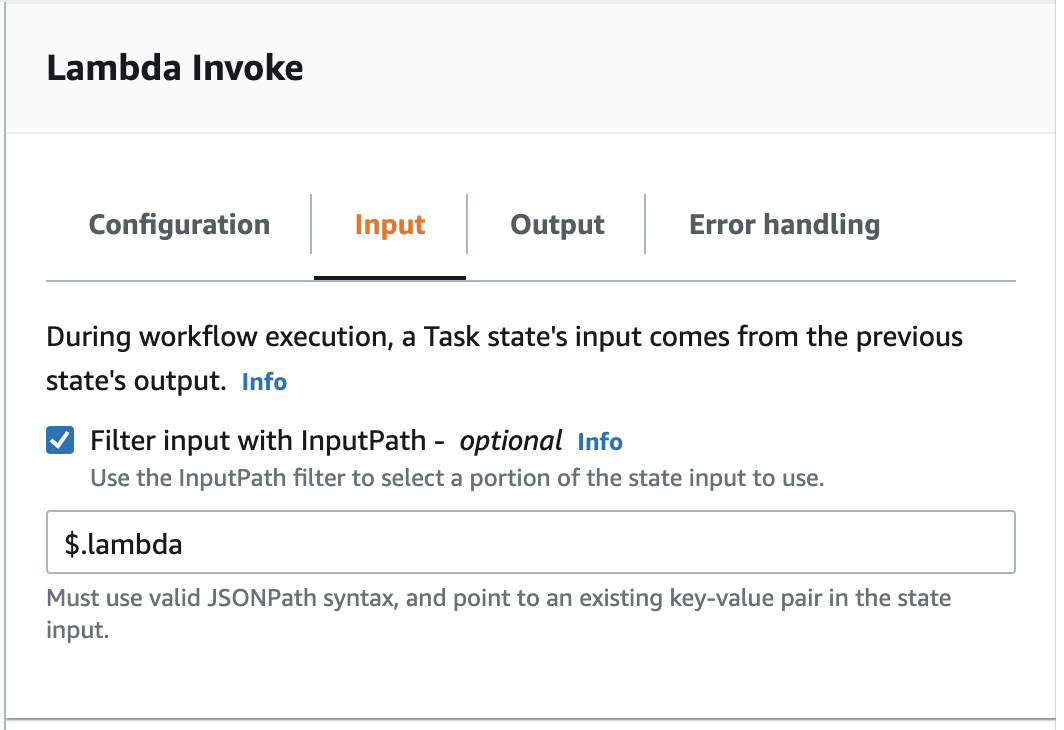 Lambda Invoke
Configuration
Input
Output
Error handling
During workflow execution, a Task state's input comes from the previous
state's output. Info
Filter input with InputPath - optional Info
Use the InputPath filter to select a portion of the state input to use.
$.lambda
Must use valid JSONPath syntax, and point to an existing key-value pair in the state
input.